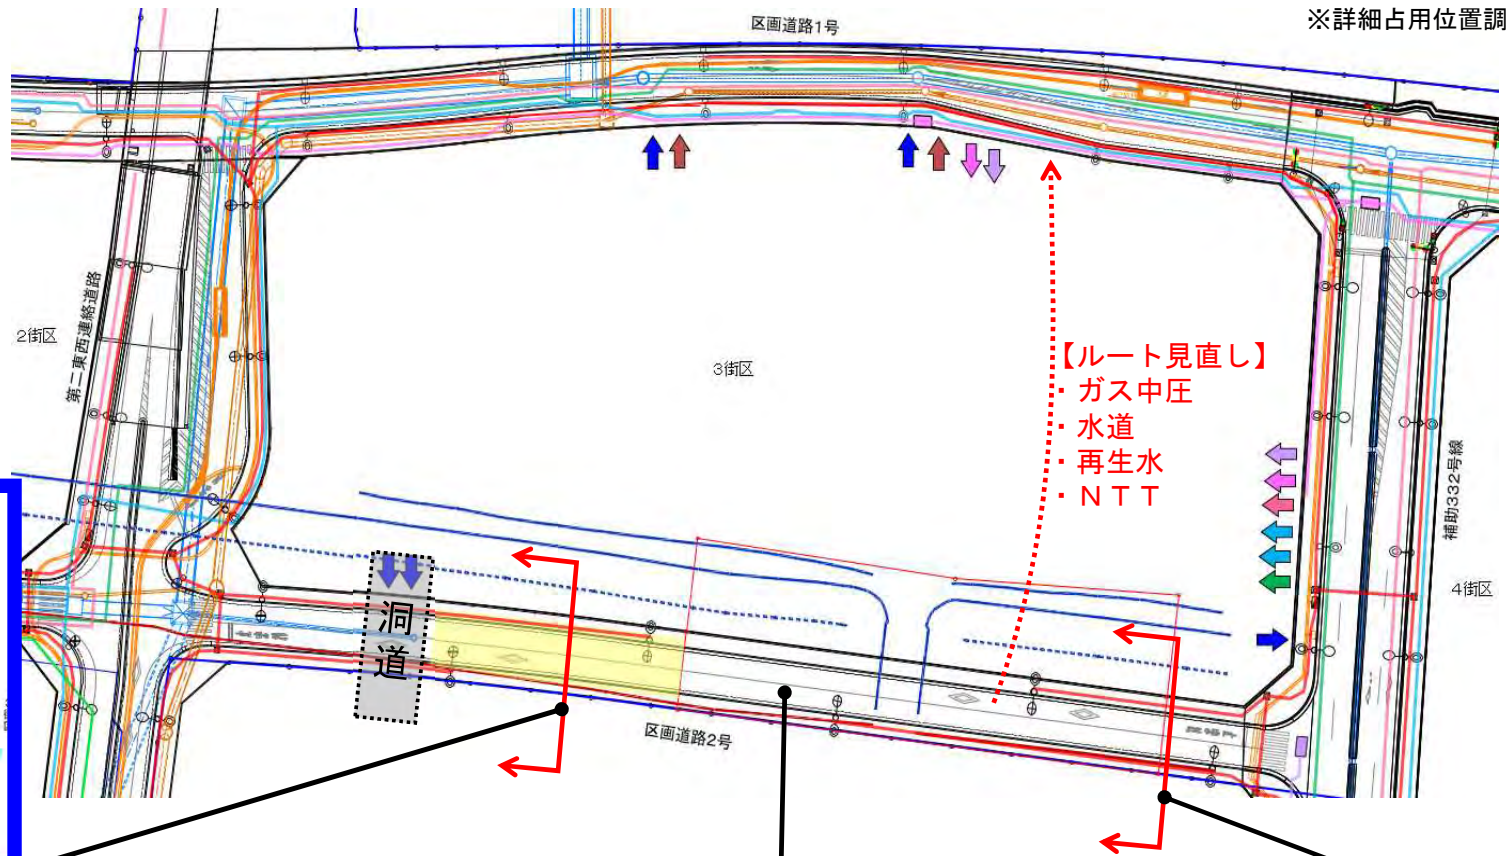 ※詳細占用位置調
区画道路1号
第二東西連絡道路
2街区
3街区
【ルート見直し】
・ガス中圧
・水道
・再生水
・NTT
補助332号線
4街区
洞道
区画道路2号